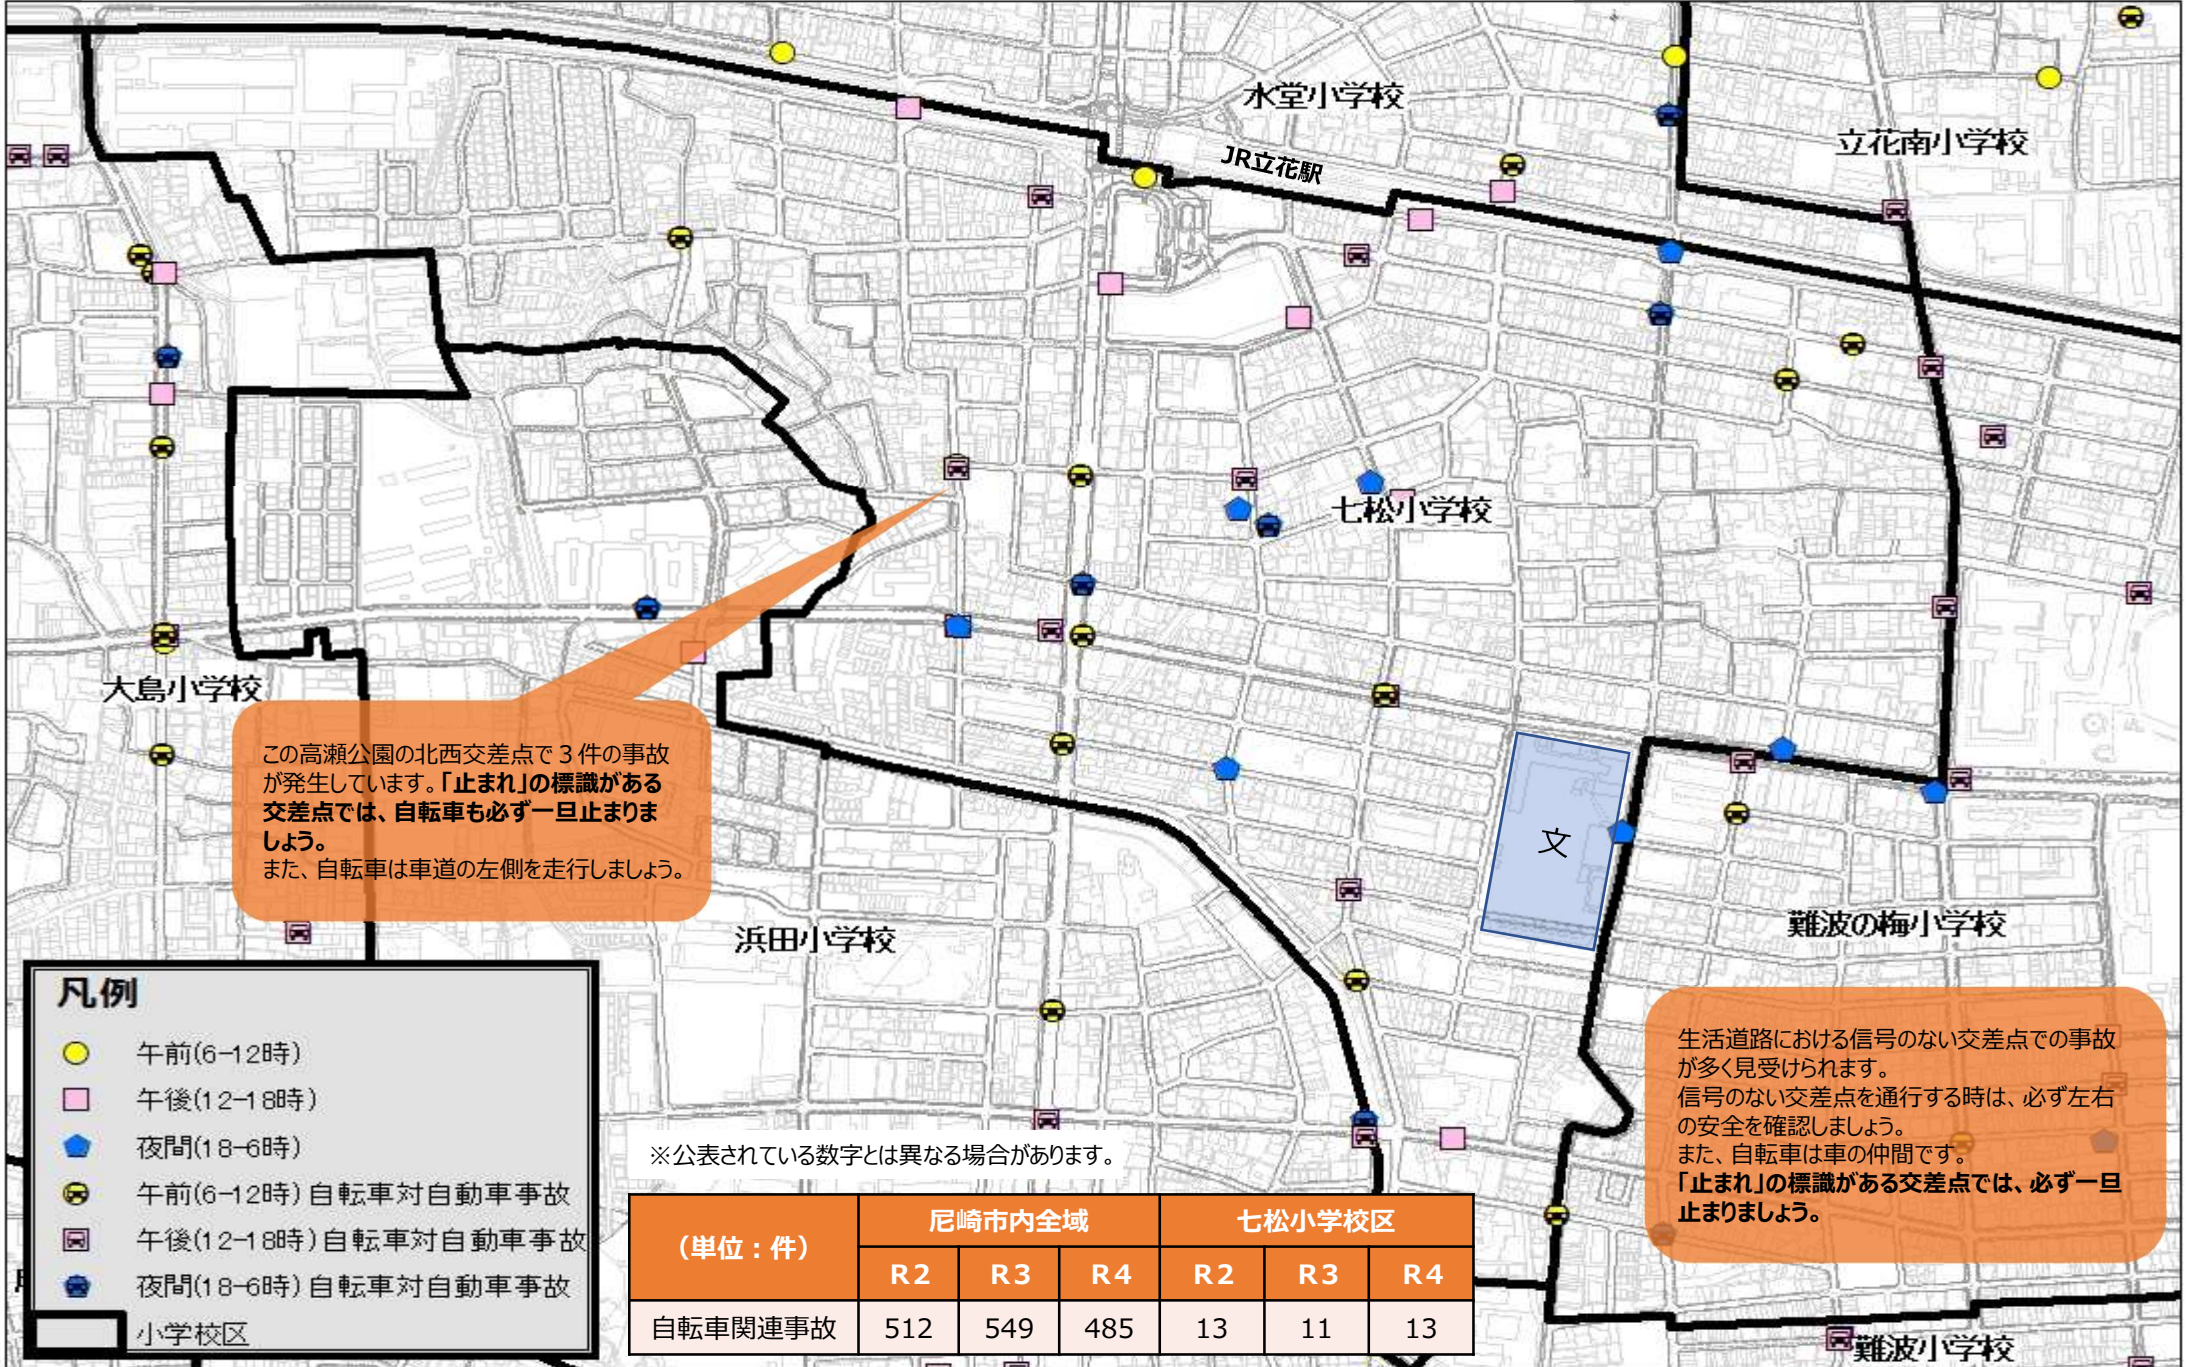 水堂小学校
立花南小学校
JR立花駅
七松小学校
大島小学校
この高瀬公園の北西交差点で3件の事故
が発生しています。「止まれ」の標識がある
交差点では、自転車も必ず一旦止まりま
しょう。
また、自転車は車道の左側を走行しましょう。
文
浜田小学校
難波の梅小学校
凡例
午前(6-12時)
午後(12-18時)
夜間(18-6時)
午前(6-12時)自転車対自動車事故
午後(12-18時)自転車対自動車事故
夜間(18-6時)自転車対自動車事故
小学校区
生活道路における信号のない交差点での事故
が多く見受けられます。
信号のない交差点を通行する時は、必ず左右
の安全を確認しましょう。
また、自転車は車の仲間です。
「止まれ」の標識がある交差点では、必ず一旦
止まりましょう。
※公表されている数字とは異なる場合があります。
(単位:件) 尼崎市内全域 七松小学校区
R2 R3 R4 R2 R3 R4
自転車関連事故 512 549 485 13 11 13
難波小学校